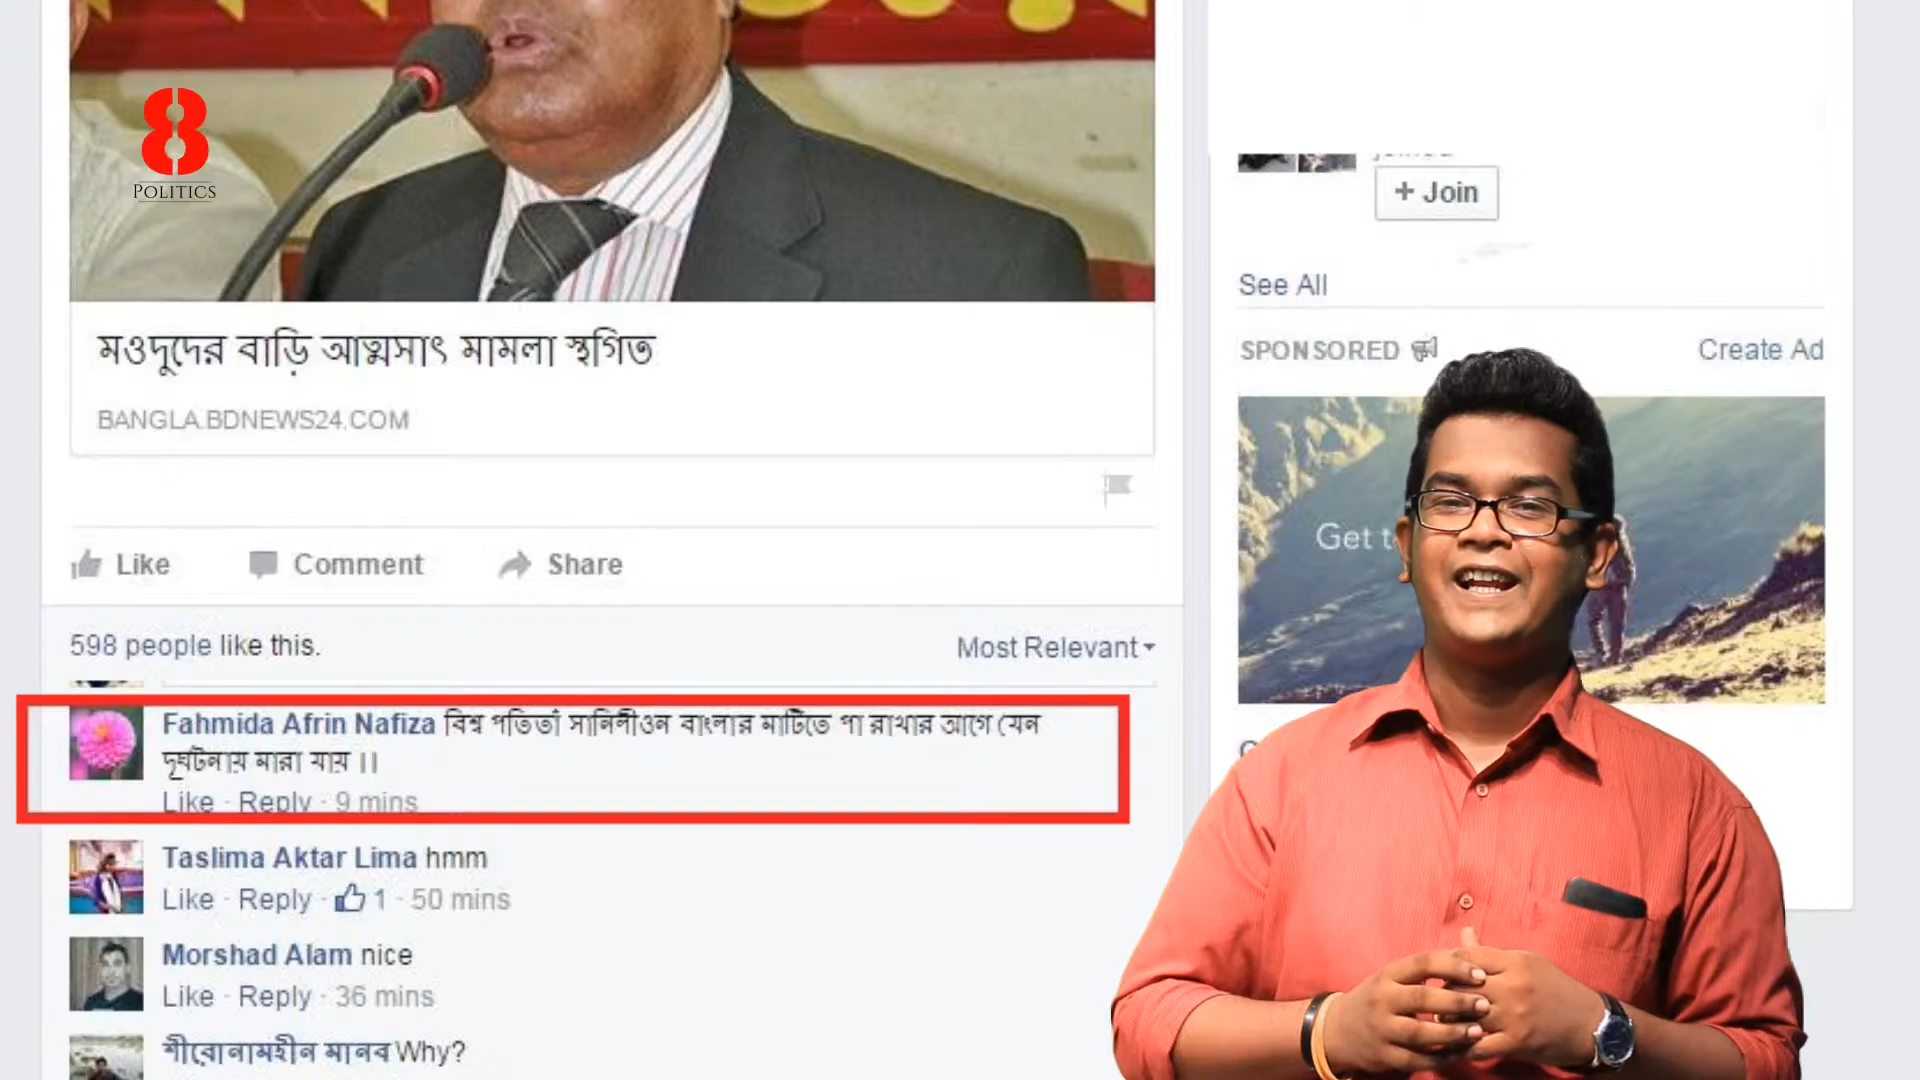 8
POLITICS
+ Join
See All
মওদুদের বাড়ি আত্মসাৎ মামলা স্থগিত
SPONSORED
Create Ad
BANGLA.BDNEWS24.COM
Get t
Like Comment Share
598 people like this.
Most Relevant
Fahmida Afrin Nafiza বিশ্ব পতিতাঁ সানিলীওন বাংলার মাটিতে পা রাখার আগে যেন
দূঘটনায় মারা যায় ।।
Like · Reply · 9 mins
Taslima Aktar Lima hmm
Like · Reply · 1 · 50 mins
Morshad Alam nice
Like · Reply · 36 mins
শীরোনামহীন মানব Why?